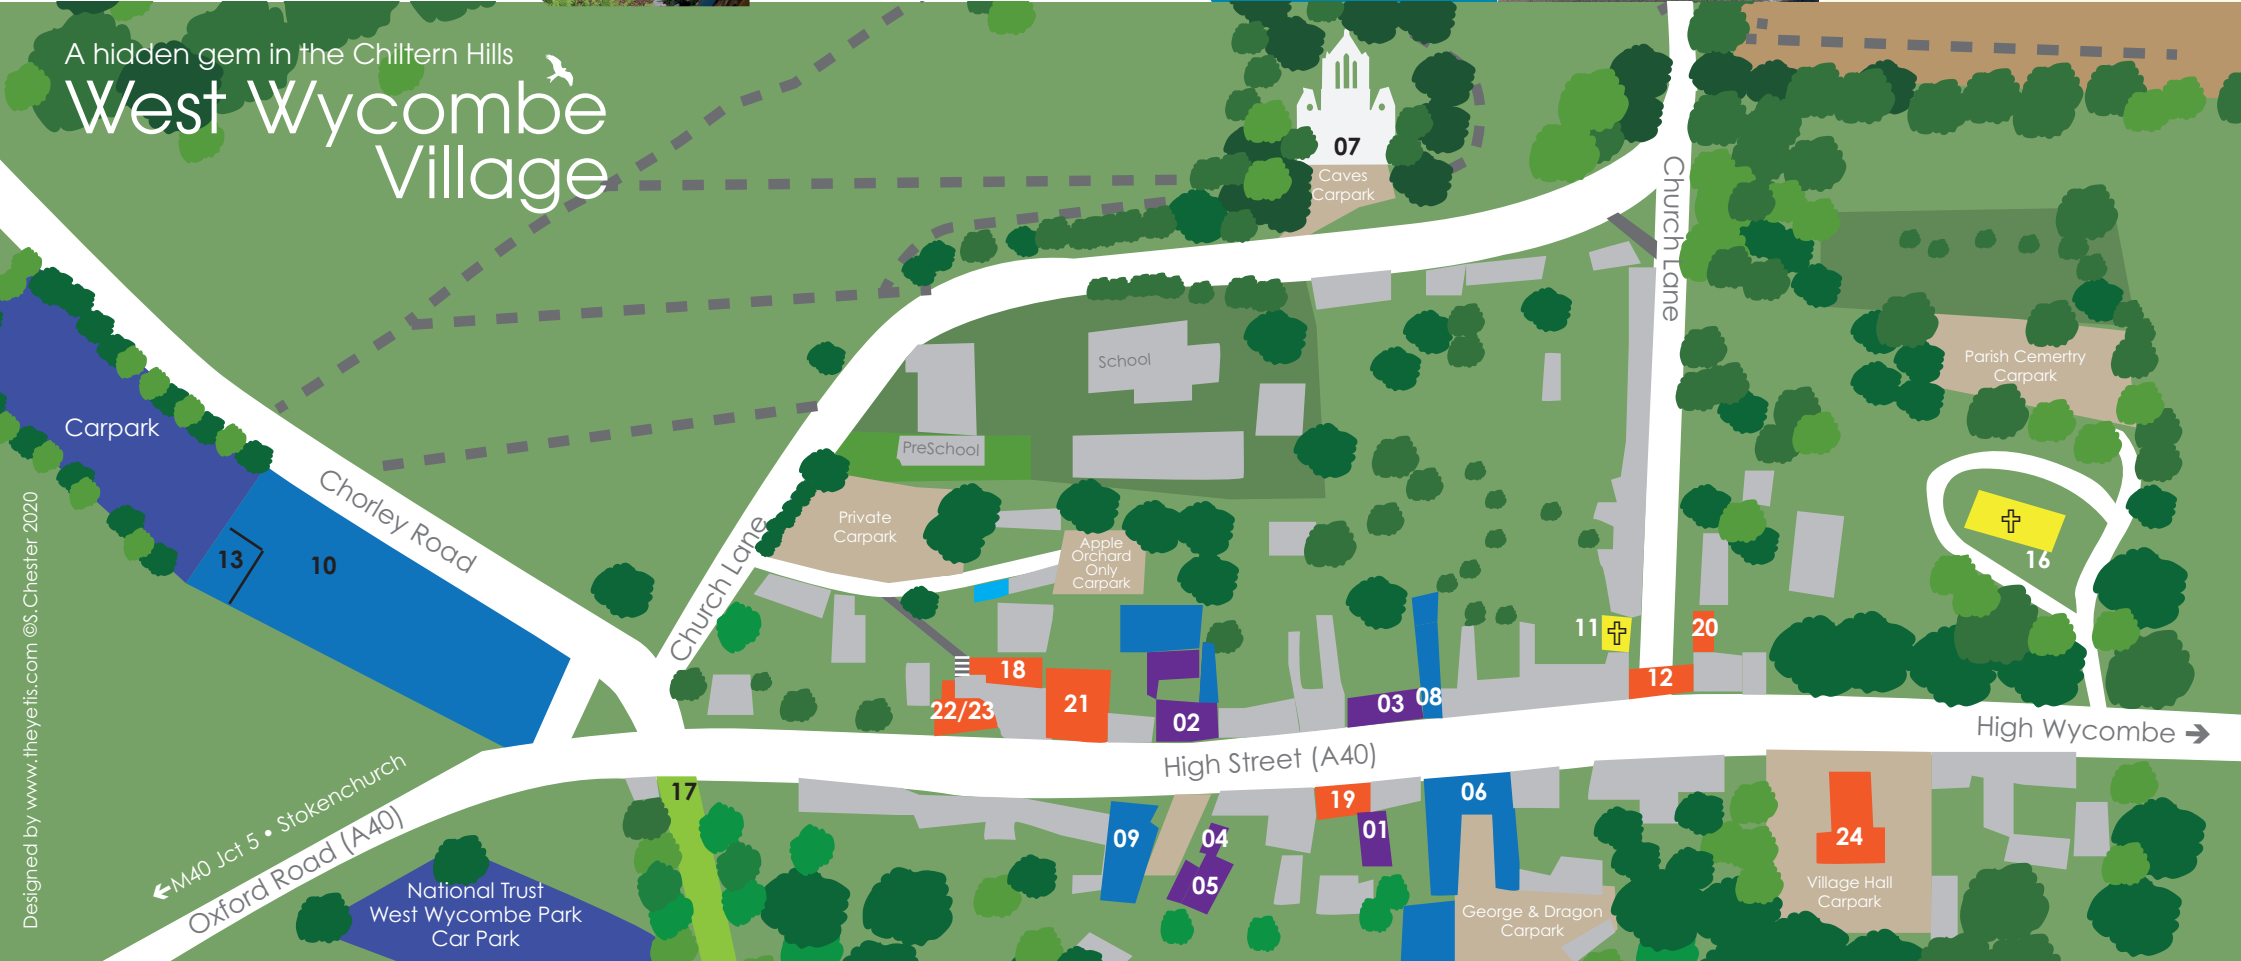 A hidden gem in the Chiltern Hills
West Wycombe
Village
07
Caves
Carpark
Church Lane
School
PreSchool
Parish Cemertry
Carpark
Carpark
Chorley Road
13
10
Private
Carpark
Apple
Orchard
Only
Carpark
Church Lane
16
11
20
12
18
21
22/23
02
03
08
High Wycombe
High Street (A40)
M40 Jct 5 • Stokenchurch
Oxford Road (A40)
17
19
01
06
09
04
05
24
Village Hall
Carpark
George & Dragon
Carpark
National Trust
West Wycombe Park
Car Park
Designed by www.theyetis.com ©S.Chester 2020